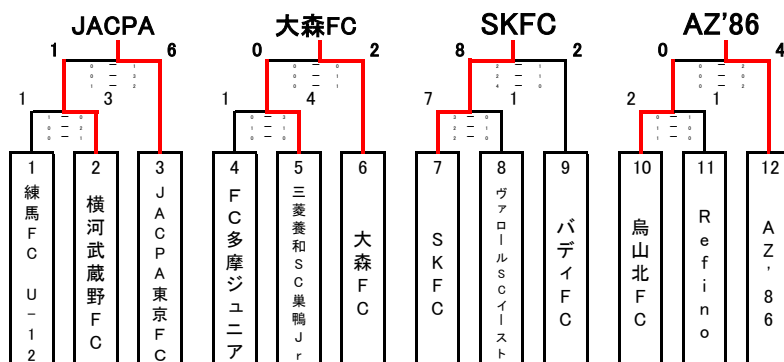 JACPA 大森FC SKFC AZ'86
1 6 0 2 8 2 0 4
1 3 1 4 7 1 2 1
1 2 3 4 5 6 7 8 9 10 11 12
練馬FC U-12
横河武蔵野FC
JACPA東京FC
FC多摩ジュニア
三菱養和SC巣鴨Jr
大森FC
SKFC
ヴァロールSCイースト
バディFC
烏山北FC
Refino
AZ'86